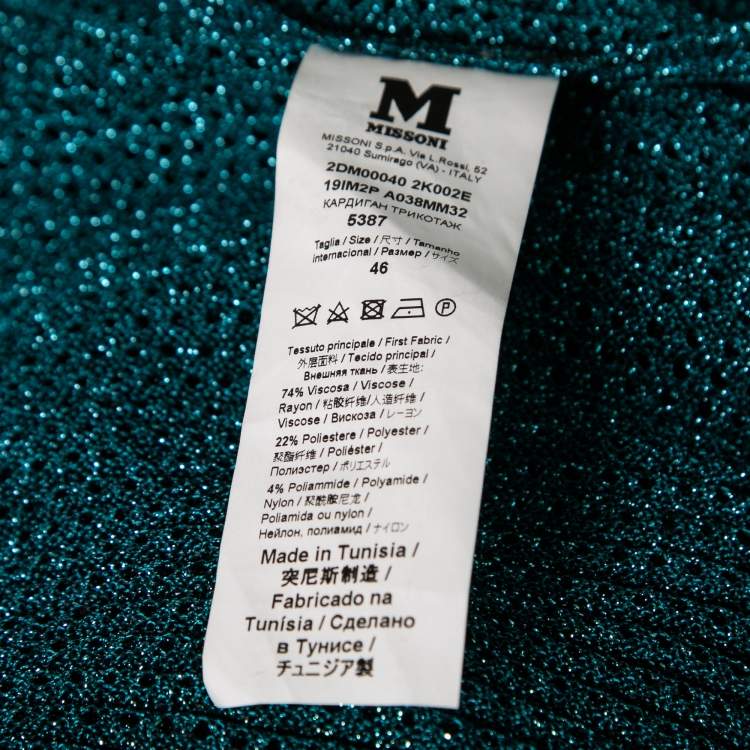 M
MISSONI
MISSONI S.p.A. Via L.Rossi, 52
21040 Sumirago (VA) - ITALY
2DM00040 2K002E
19IM2P A038MM32
КАРДИГАН ТРИКОТАЖ
5387
Taglia / Size / 尺寸 / Tamanho
internacional / Размер / サイズ
46
P
Tessuto principale / First Fabric /
外层面料 / Tecido principal /
Внешняя ткань / 表生地:
74% Viscosa / Viscose /
Rayon / 粘胶纤维/人造纤维 /
Viscose / Вискоза / レーヨン
22% Poliestere / Polyester /
聚酯纤维 / Poliéster /
Полиэстер / ポリエステル
4% Poliammide / Polyamide /
Nylon / 聚酰胺尼龙 /
Poliamida ou nylon /
Нейлон, полиамид / ナイロン
Made in Tunisia /
突尼斯制造 /
Fabricado na
Tunísia / Сделано
в Тунисе /
チュニジア製